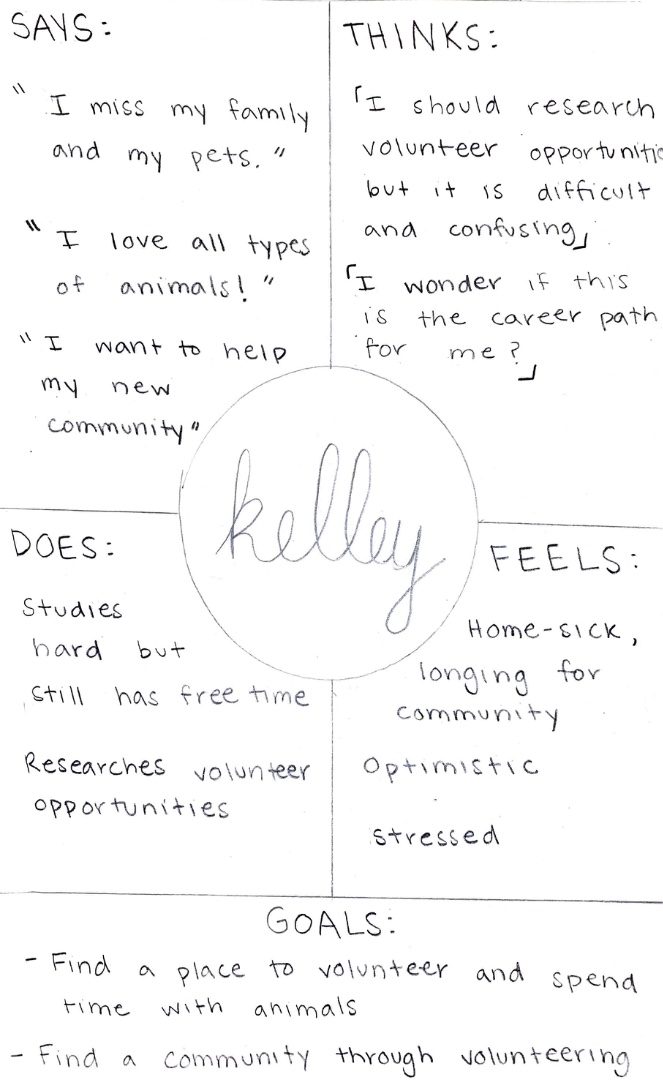 SAYS:
" I miss my family
and my pets. "
" I love all types
of animals! "
" I want to help
my new
community"
THINKS:
「I should research
volunteer opportunitie
but it is difficult
and confusing」
「I wonder if this
is the career path
for me?
」
kelley
DOES:
Studies
hard but
still has free time
Researches volunteer
opportunities
FEELS:
Home-sick,
longing for
community
Optimistic
stressed
GOALS:
- Find a place to volunteer and spend
time with animals
- Find a community through volunteering